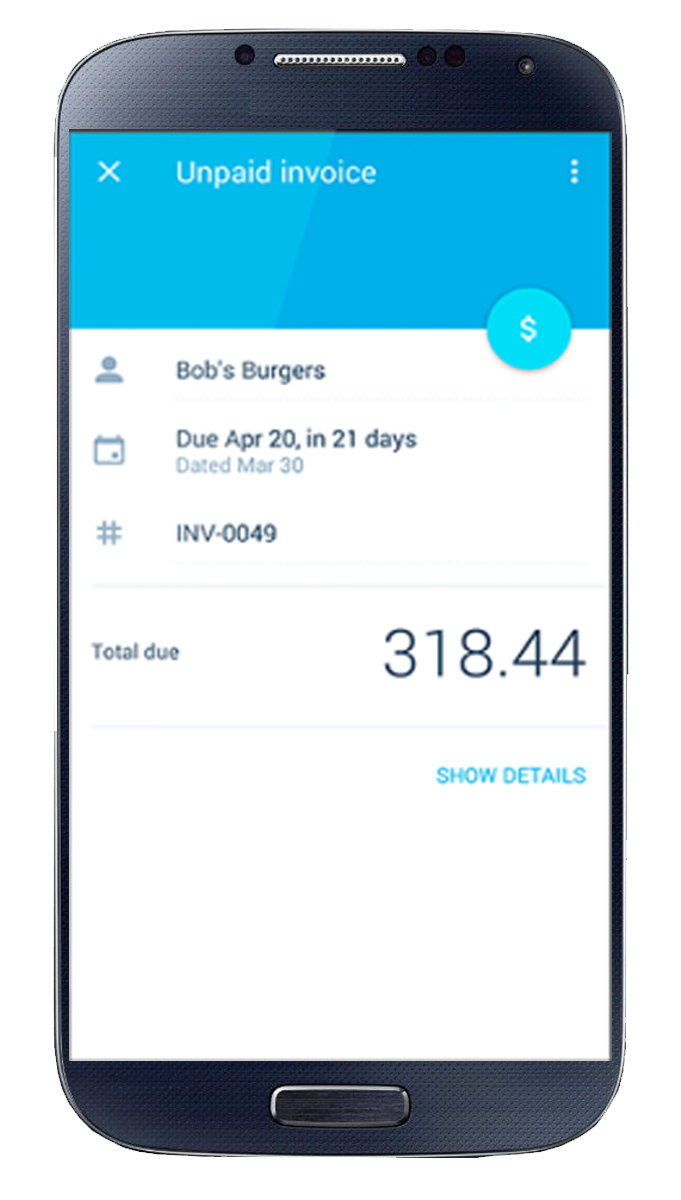 Unpaid invoice
$
Bob's Burgers
Due Apr 20, in 21 days
Dated Mar 30
# INV-0049
Total due 318.44
SHOW DETAILS